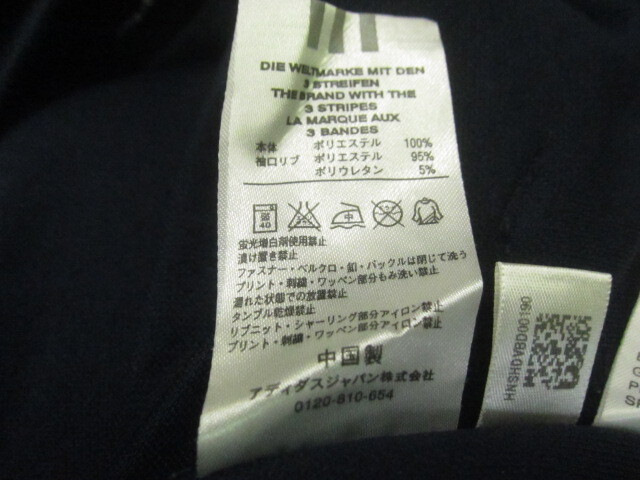 DIE WELTMARKE MIT DEN
3 STREIFEN
THE BRAND WITH THE
3 STRIPES
LA MARQUE AUX
3 BANDES
本体 ポリエステル 100%
袖口リブ ポリエステル 95%
ポリウレタン 5%
40
中
蛍光増白剤使用禁止
漬け置き禁止
ファスナー・ベルクロ・釦・バックルは閉じて洗う
プリント・刺繍・ワッペン部分もみ洗い禁止
濡れた状態での放置禁止
タンブル乾燥禁止
リブニット・シャーリング部分アイロン禁止
プリント・刺繍・ワッペン部分アイロン禁止
中国製
アディダスジャパン株式会社
0120-810-654
HNSHDVBD00190
G
P
SI